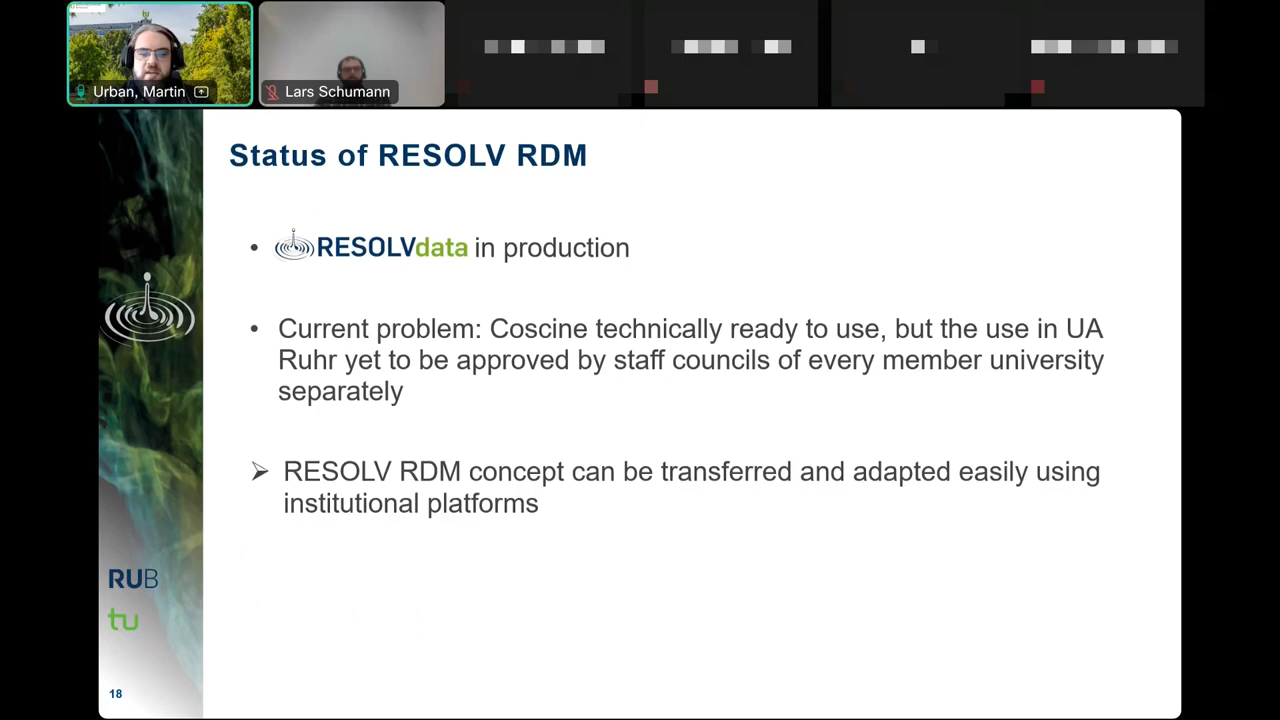 Urban, Martin
Lars Schumann
Status of RESOLV RDM
• RESOLVdata in production
• Current problem: Coscine technically ready to use, but the use in UA
Ruhr yet to be approved by staff councils of every member university
separately
➢ RESOLV RDM concept can be transferred and adapted easily using
institutional platforms
RUB
tu
18